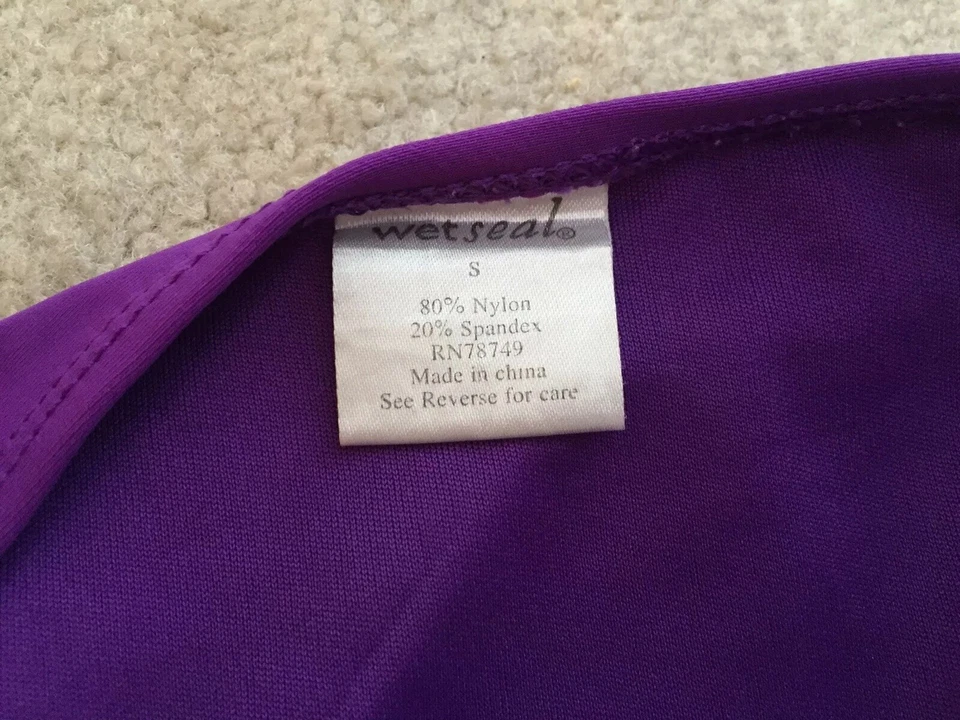 wet seal®
S
80% Nylon
20% Spandex
RN78749
Made in china
See Reverse for care